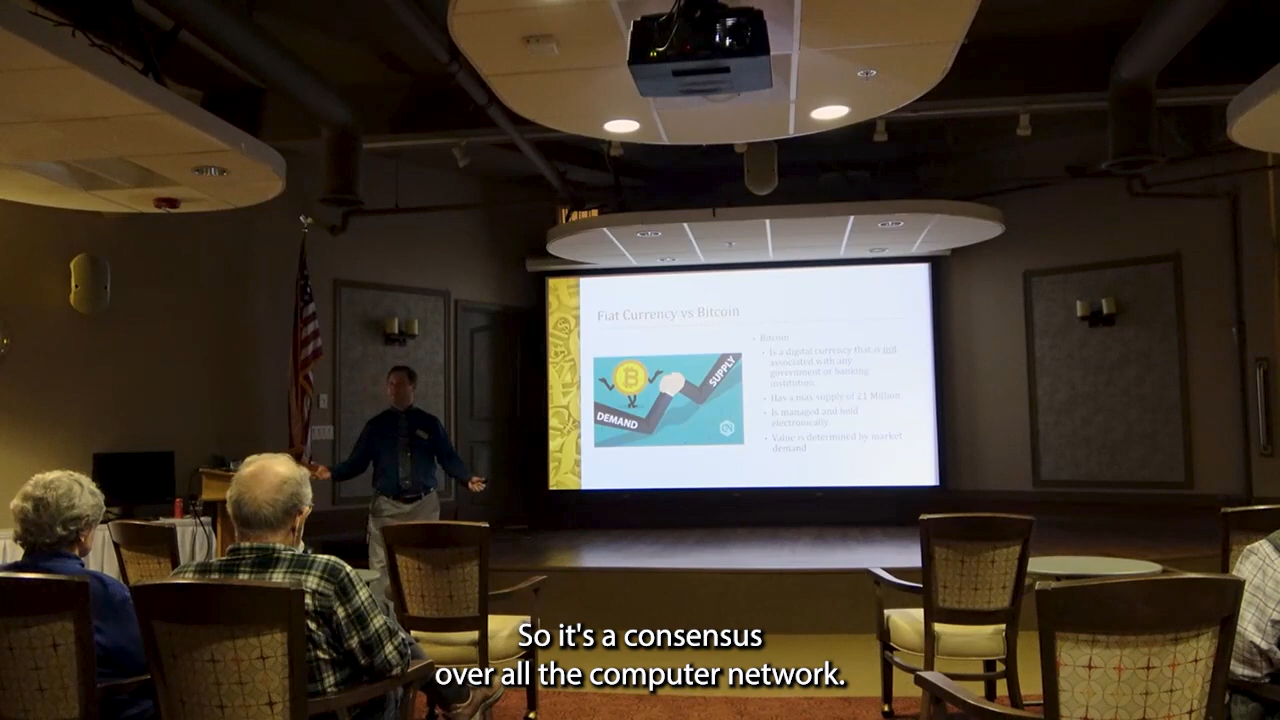 Fiat Currency vs Bitcoin
Bitcoin
Is a digital currency that is not
associated with any
government or banking
institution.
Has a max supply of 21 Million
Is managed and held
electronically.
Value is determined by market
demand
DEMAND
SUPPLY
So it's a consensus
over all the computer network.